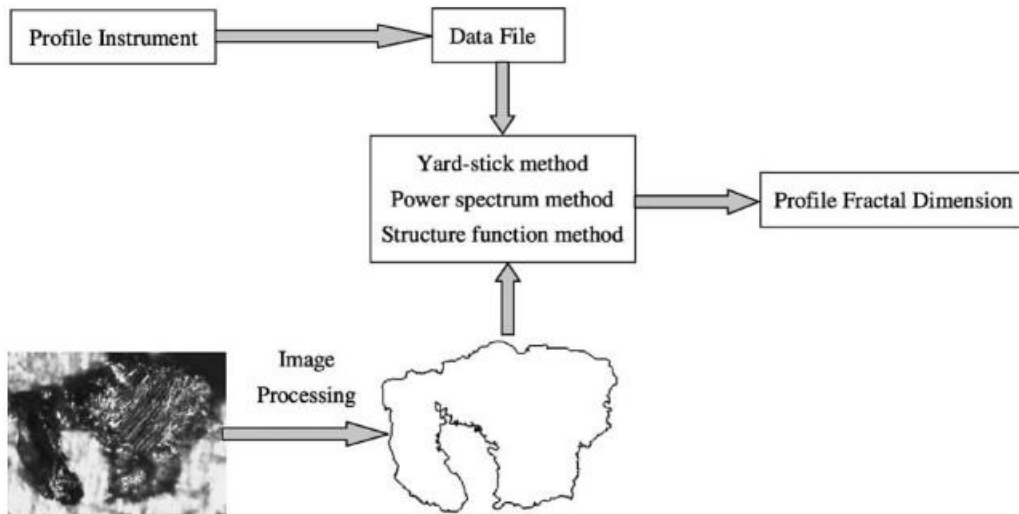 Profile Instrument
Data File
Yard-stick method
Power spectrum method
Structure function method
Profile Fractal Dimension
Image
Processing